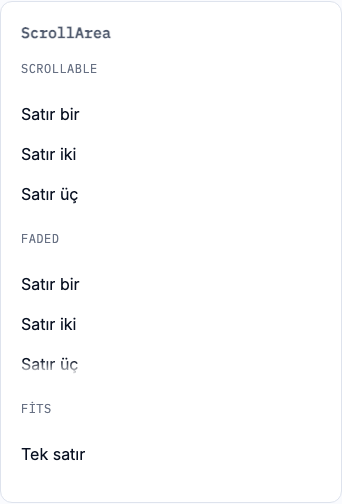 ScrollArea
SCROLLABLE
Satır bir
Satır iki
Satır üç
FADED
Satır bir
Satır iki
Satır üç
FİTS
Tek satır